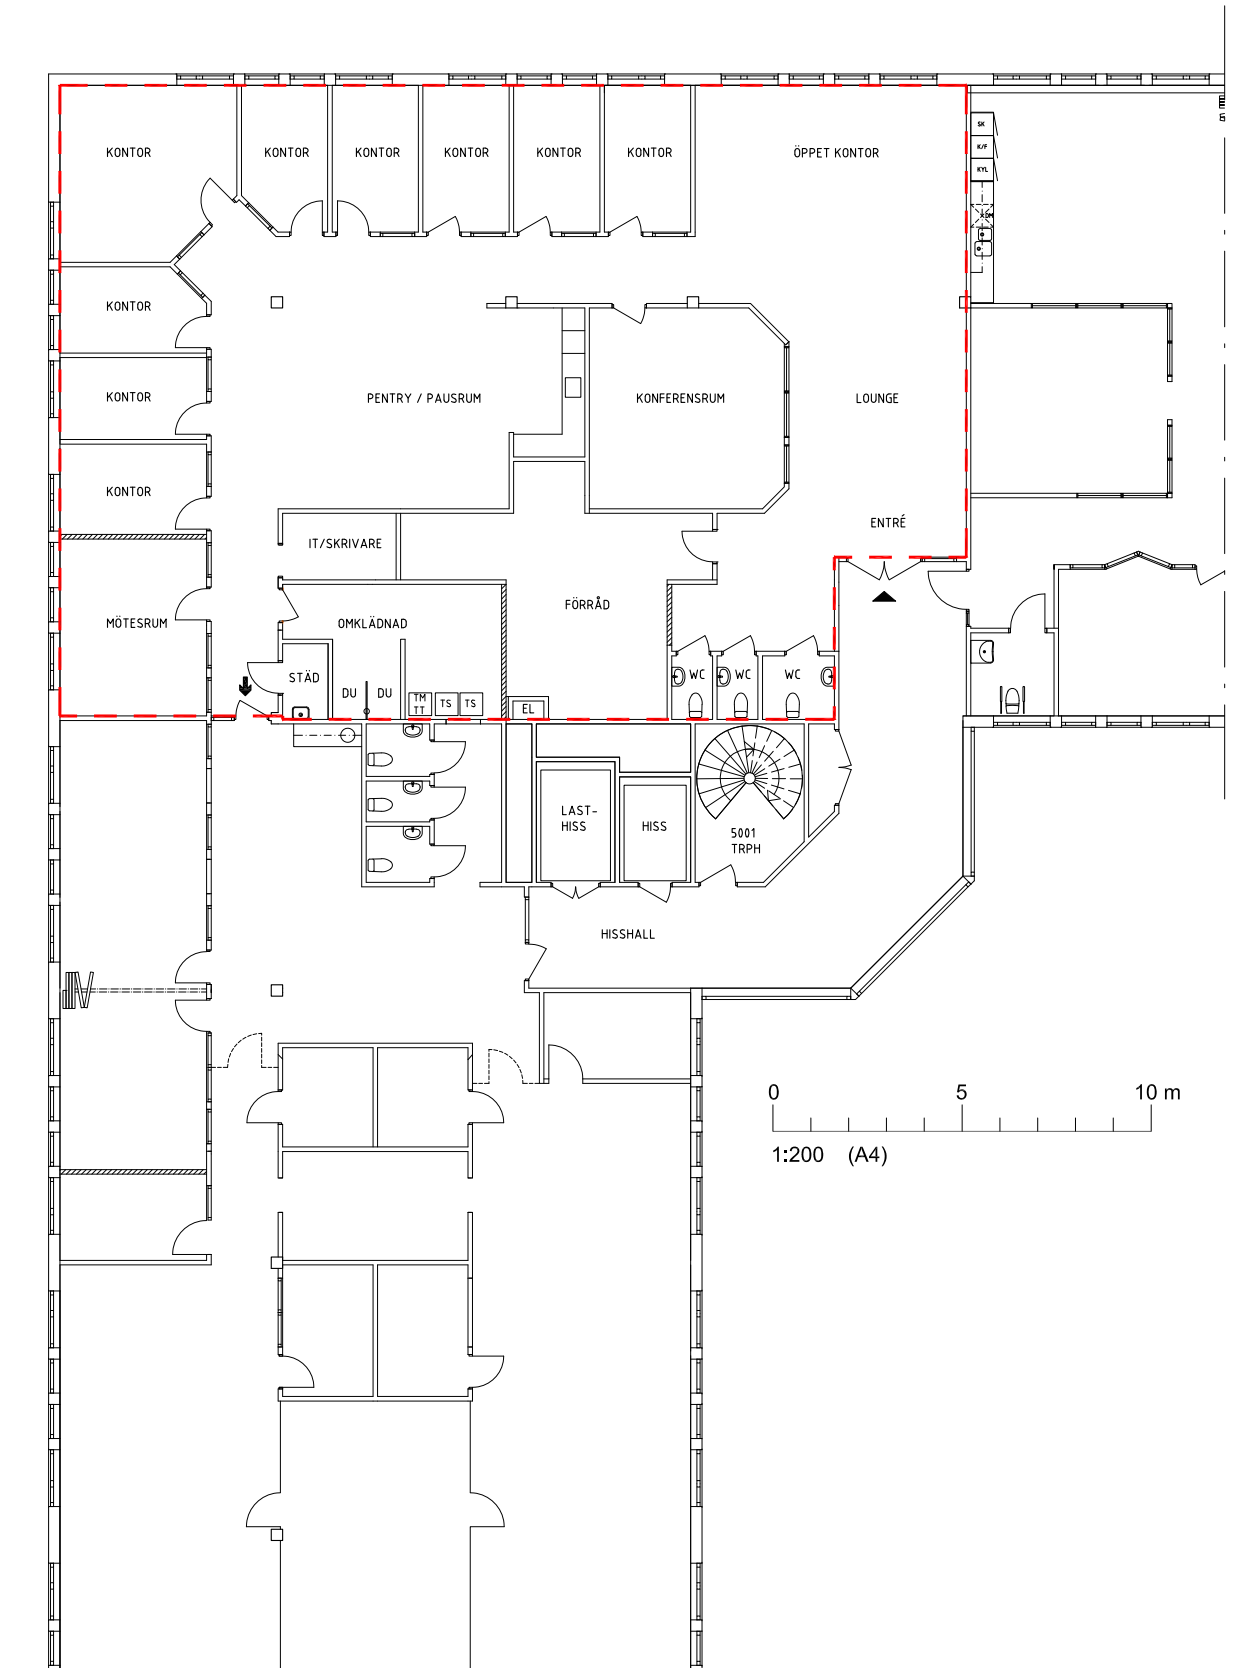 SK
K/F
KYL
DM
KONTOR
KONTOR
KONTOR
KONTOR
KONTOR
KONTOR
ÖPPET KONTOR
KONTOR
KONTOR
PENTRY / PAUSRUM
KONFERENSRUM
LOUNGE
KONTOR
ENTRÉ
IT/SKRIVARE
FÖRRÅD
MÖTESRUM
OMKLÄDNAD
STÄD
DU
DU
TM
TT
TS
TS
EL
WC
WC
WC
LAST-
HISS
HISS
5001
TRPH
HISSHALL
0 5 10 m
1:200 (A4)